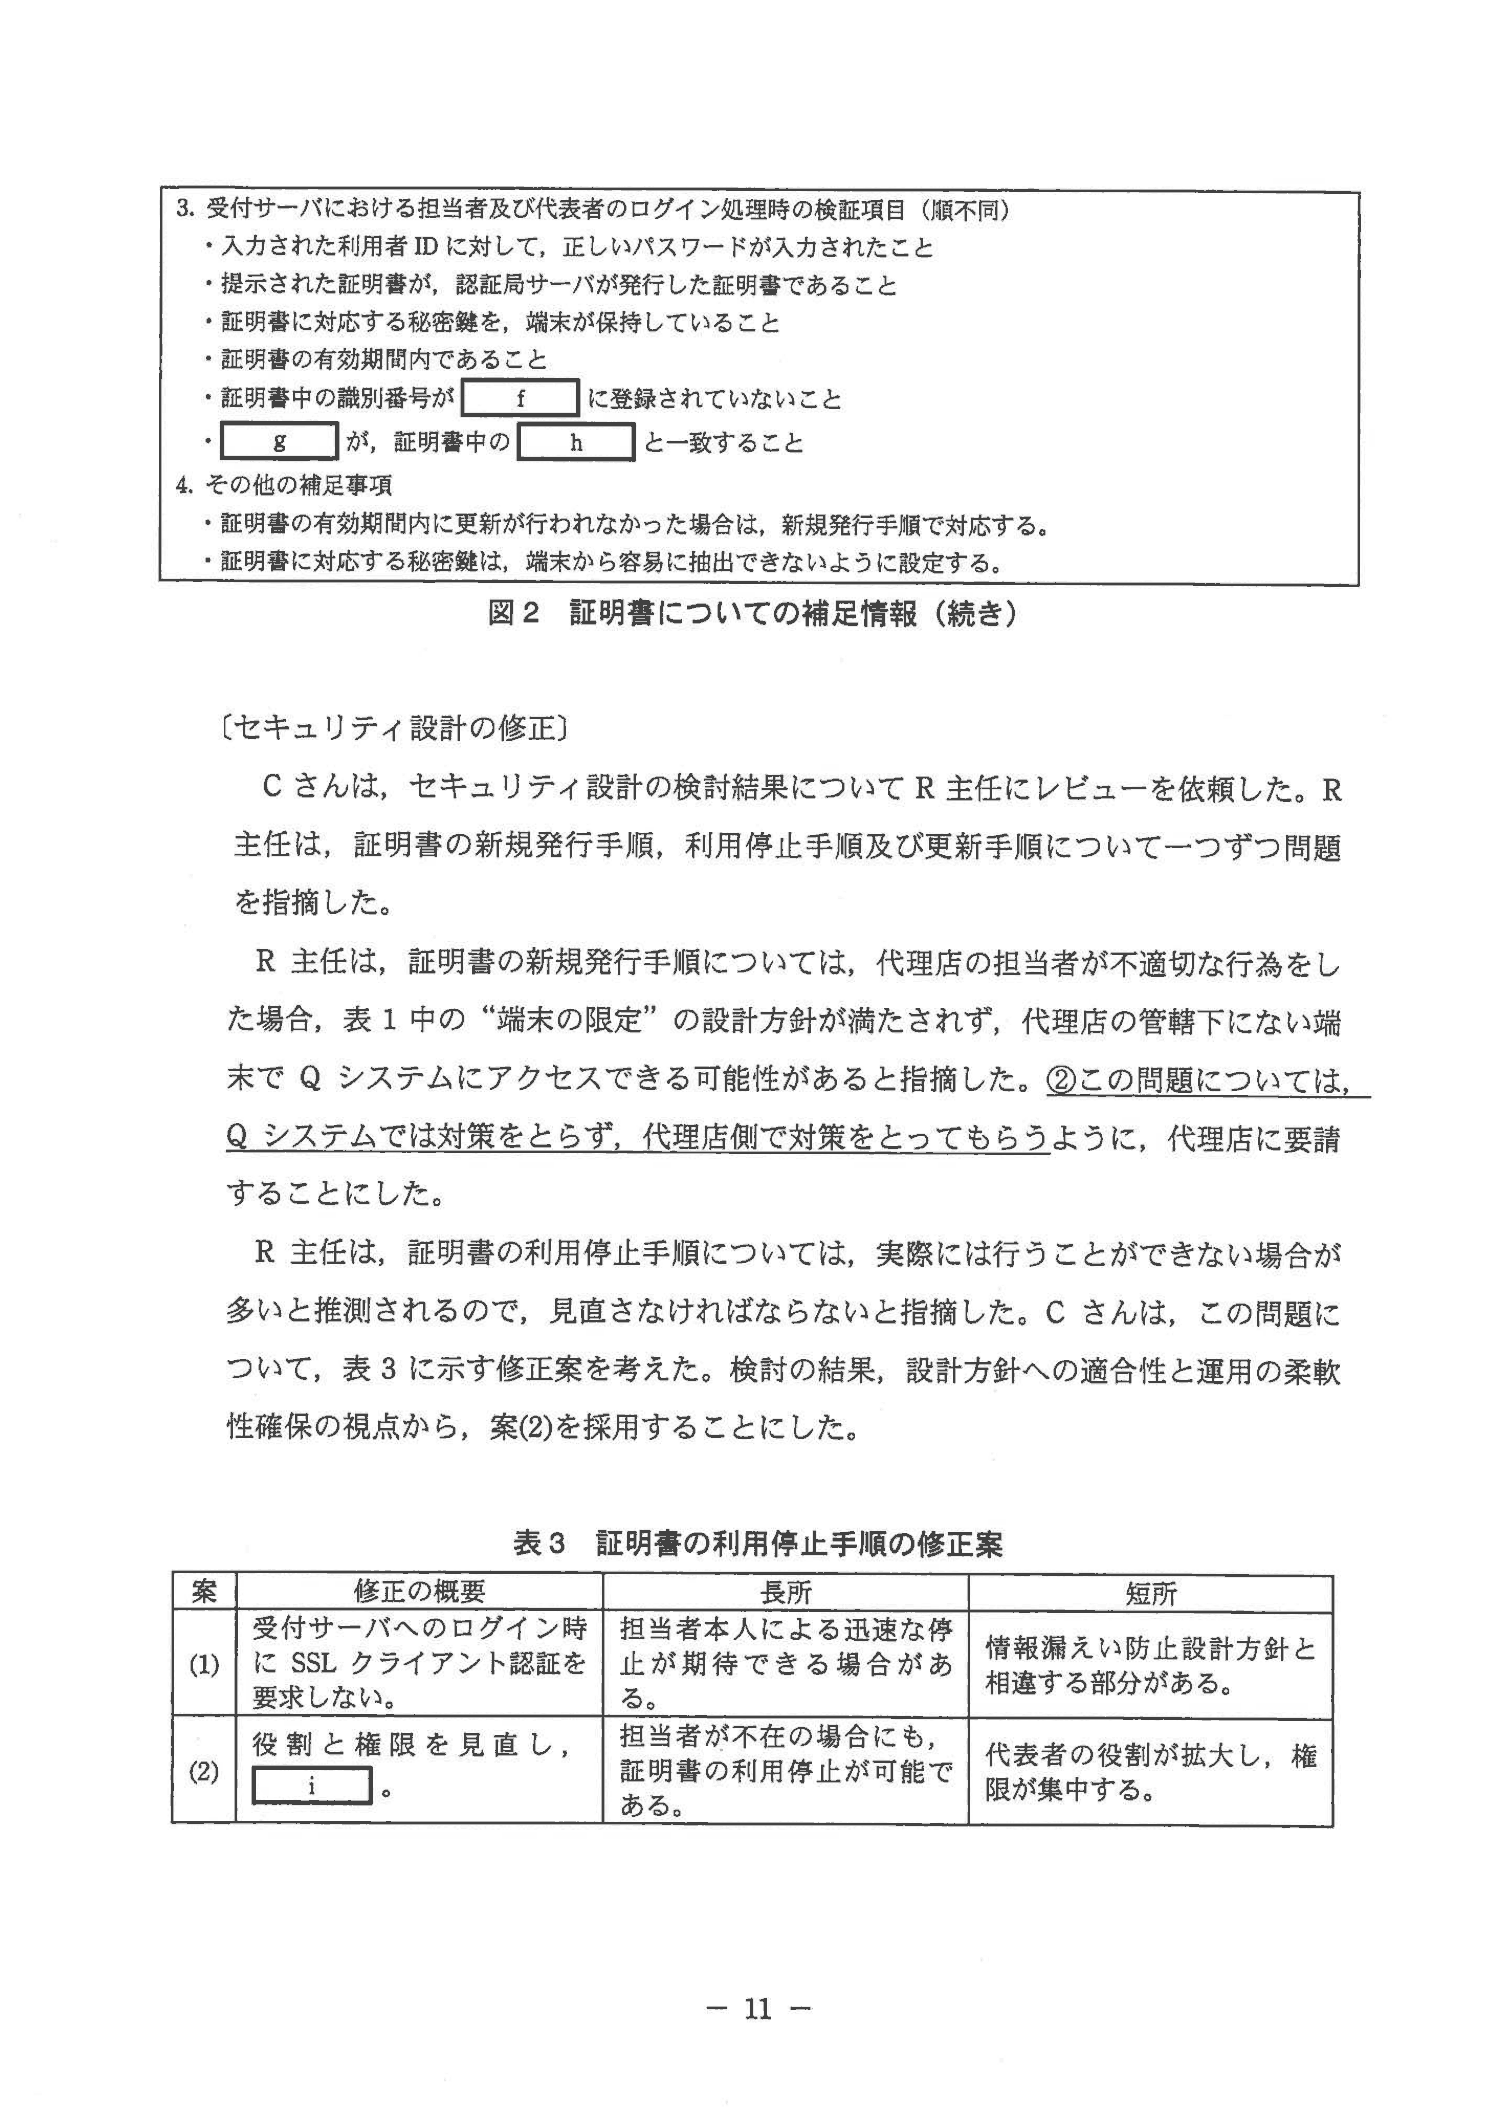 3. 受付サーバにおける担当者及び代表者のログイン処理時の検証項目（順不同）
・入力された利用者 ID に対して，正しいパスワードが入力されたこと
・提示された証明書が，認証局サーバが発行した証明書であること
・証明書に対応する秘密鍵を，端末が保持していること
・証明書の有効期間内であること
・証明書中の識別番号が f に登録されていないこと
・ g が，証明書中の h と一致すること
4. その他の補足事項
・証明書の有効期間内に更新が行われなかった場合は，新規発行手順で対応する。
・証明書に対応する秘密鍵は，端末から容易に抽出できないように設定する。
図２ 証明書についての補足情報（続き）
〔セキュリティ設計の修正〕
C さんは，セキュリティ設計の検討結果について R 主任にレビューを依頼した。R
主任は，証明書の新規発行手順，利用停止手順及び更新手順について一つずつ問題
を指摘した。
R 主任は，証明書の新規発行手順については，代理店の担当者が不適切な行為をし
た場合，表 1 中の“端末の限定”の設計方針が満たされず，代理店の管轄下にない端
末で Q システムにアクセスできる可能性があると指摘した。②この問題については，
Q システムでは対策をとらず，代理店側で対策をとってもらうように，代理店に要請
することにした。
R 主任は，証明書の利用停止手順については，実際には行うことができない場合が
多いと推測されるので，見直さなければならないと指摘した。C さんは，この問題に
ついて，表 3 に示す修正案を考えた。検討の結果，設計方針への適合性と運用の柔軟
性確保の視点から，案(2)を採用することにした。
表３ 証明書の利用停止手順の修正案
案 修正の概要 長所 短所
(1) 受付サーバへのログイン時
に SSL クライアント認証を
要求しない。
担当者本人による迅速な停
止が期待できる場合があ
る。
情報漏えい防止設計方針と
相違する部分がある。
(2) 役割と権限を見直し，
i 。
担当者が不在の場合にも，
証明書の利用停止が可能で
ある。
代表者の役割が拡大し，権
限が集中する。
－ 11 －